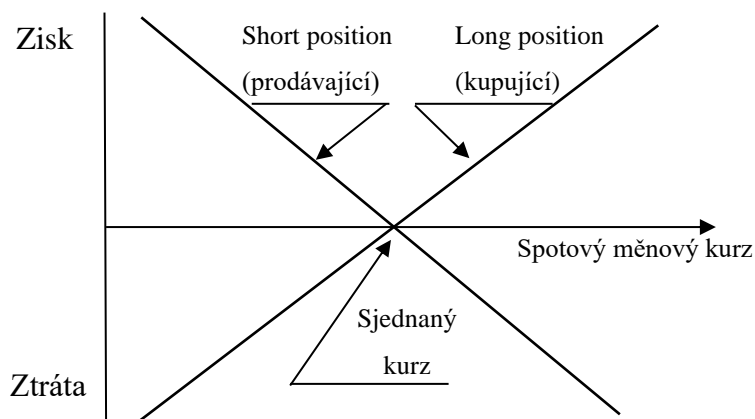 Zisk
Short position
(prodávající)
Long position
(kupující)
Spotový měnový kurz
Sjednaný
kurz
Ztráta